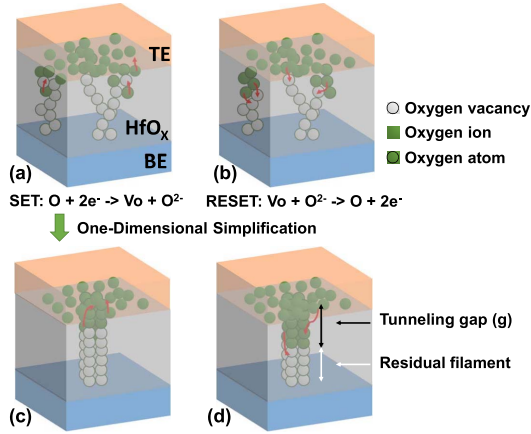 TE
HfOX
BE
(a)
(b)
Oxygen vacancy
Oxygen ion
Oxygen atom
SET: O + 2e- -> Vo + O2-
RESET: Vo + O2- -> O + 2e-
One-Dimensional Simplification
Tunneling gap (g)
Residual filament
(c)
(d)